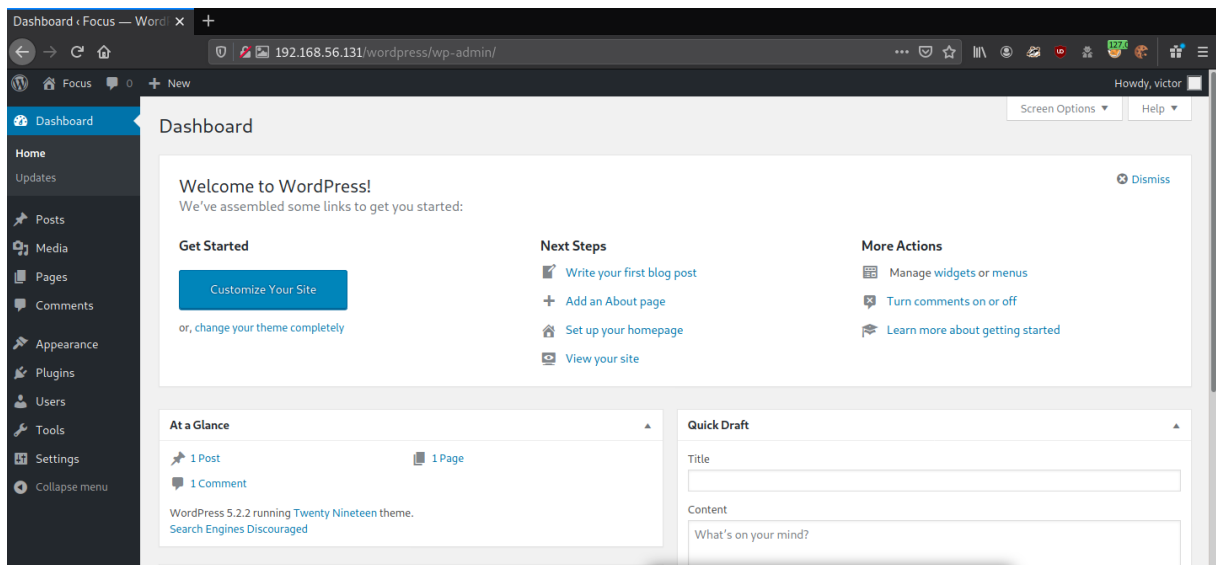 Dashboard ‹ Focus — Word
192.168.56.131/wordpress/wp-admin/
127.0
Focus 0 New Howdy, victor
Screen Options Help
Dashboard
Dashboard
Home
Updates
Posts
Media
Pages
Comments
Appearance
Plugins
Users
Tools
Settings
Collapse menu
Welcome to WordPress!
Dismiss
We've assembled some links to get you started:
Get Started
Customize Your Site
or, change your theme completely
Next Steps
Write your first blog post
Add an About page
Set up your homepage
View your site
More Actions
Manage widgets or menus
Turn comments on or off
Learn more about getting started
At a Glance
1 Post 1 Page
1 Comment
WordPress 5.2.2 running Twenty Nineteen theme.
Search Engines Discouraged
Quick Draft
Title
Content
What's on your mind?